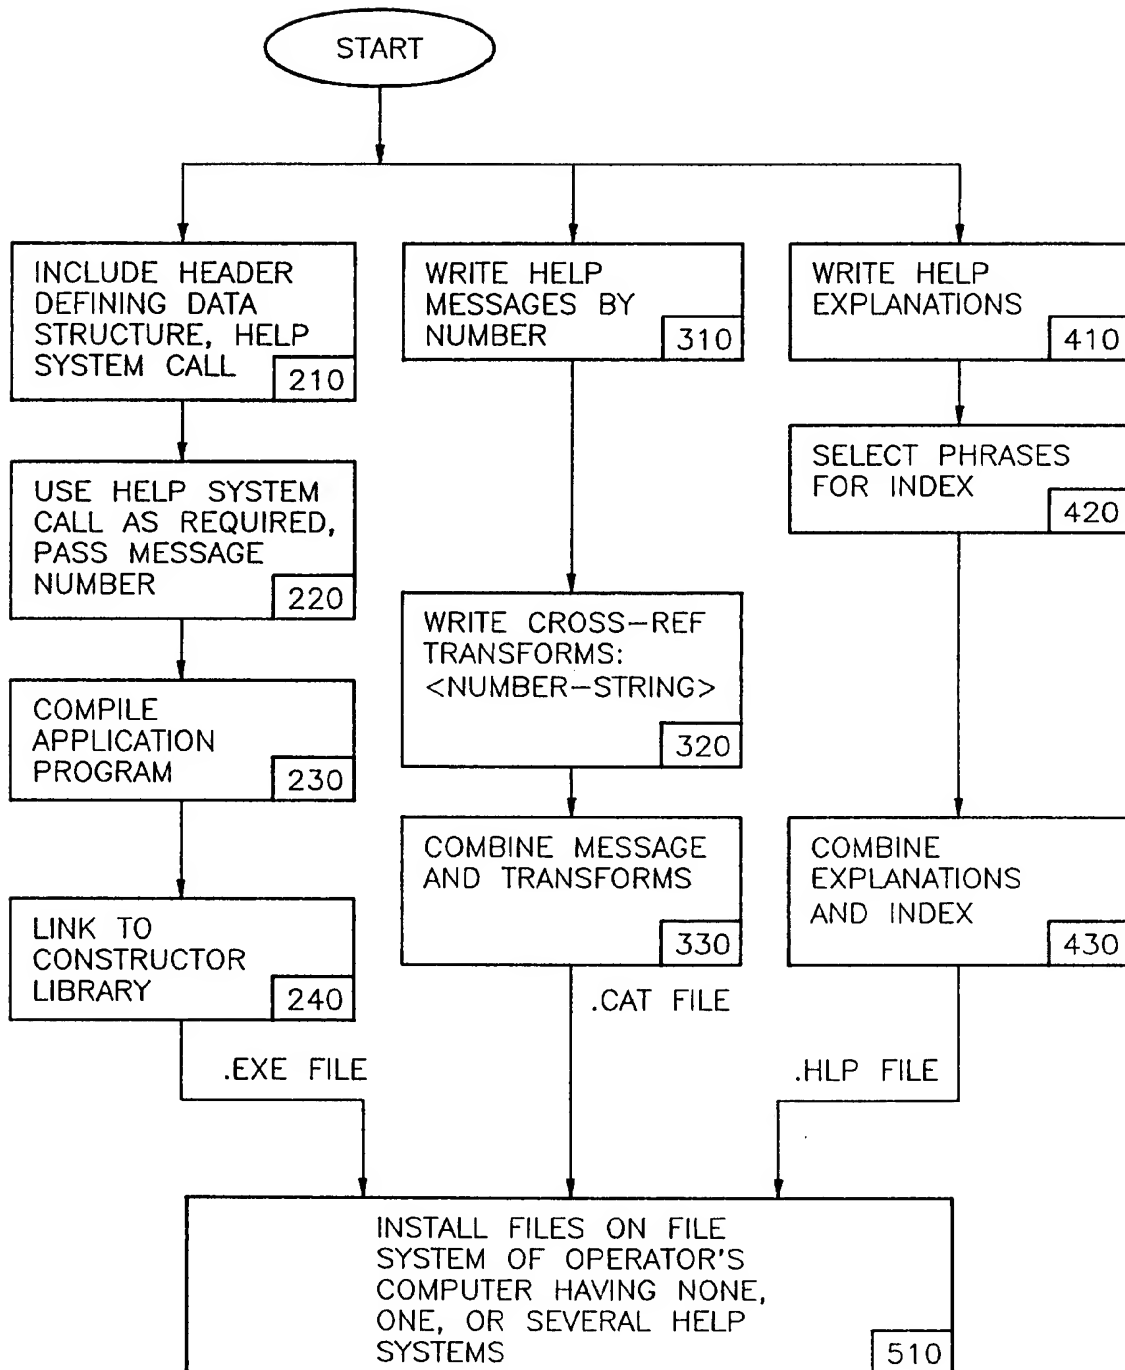 START
INCLUDE HEADER
DEFINING DATA
STRUCTURE, HELP
SYSTEM CALL
210
USE HELP SYSTEM
CALL AS REQUIRED,
PASS MESSAGE
NUMBER
220
COMPILE
APPLICATION
PROGRAM
230
LINK TO
CONSTRUCTOR
LIBRARY
240
.EXE FILE
WRITE HELP
MESSAGES BY
NUMBER
310
WRITE CROSS-REF
TRANSFORMS:
<NUMBER-STRING>
320
COMBINE MESSAGE
AND TRANSFORMS
330
.CAT FILE
WRITE HELP
EXPLANATIONS
410
SELECT PHRASES
FOR INDEX
420
COMBINE
EXPLANATIONS
AND INDEX
430
.HLP FILE
INSTALL FILES ON FILE
SYSTEM OF OPERATOR'S
COMPUTER HAVING NONE,
ONE, OR SEVERAL HELP
SYSTEMS
510